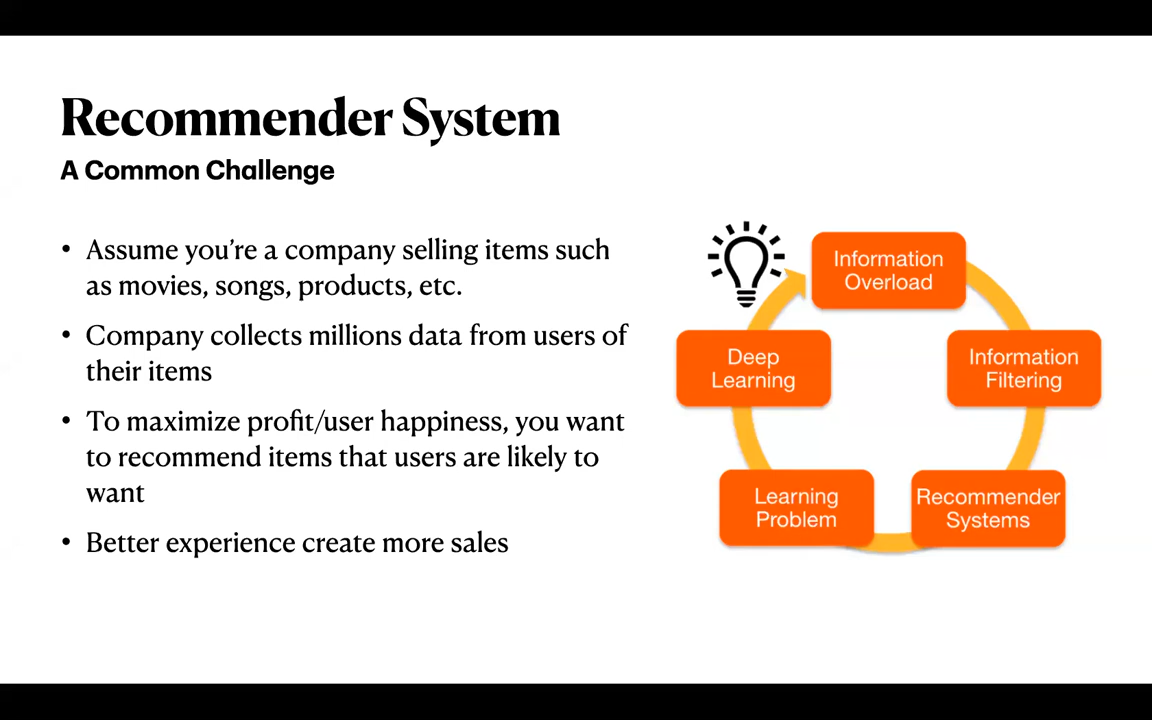 Recommender System
A Common Challenge
• Assume you’re a company selling items such
as movies, songs, products, etc.
• Company collects millions data from users of
their items
• To maximize profit/user happiness, you want
to recommend items that users are likely to
want
• Better experience create more sales
Information
Overload
Information
Filtering
Recommender
Systems
Learning
Problem
Deep
Learning